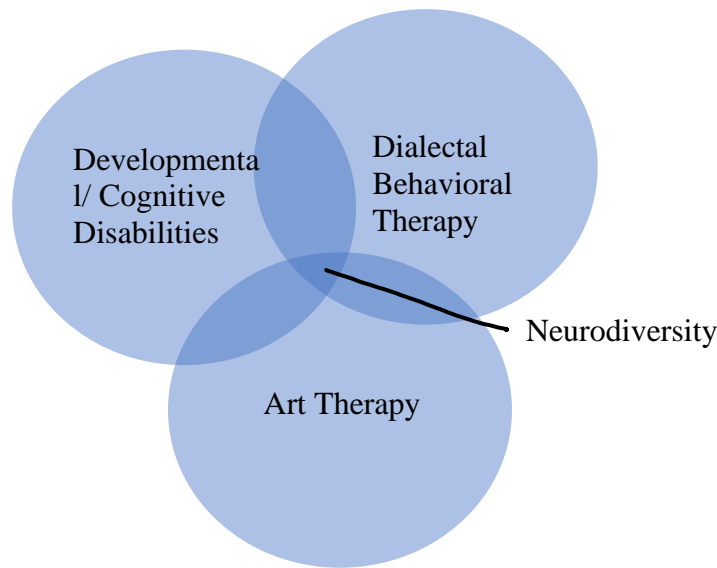 Developmenta
l/ Cognitive
Disabilities
Dialectal
Behavioral
Therapy
Neurodiversity
Art Therapy